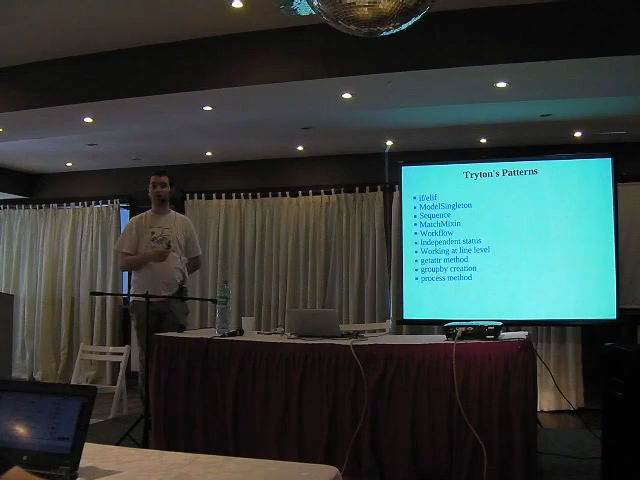 Tryton's Patterns
if/elif
ModelSingleton
Sequence
MatchMixin
Workflow
Independent status
Working at line level
getattr method
groupby creation
process method